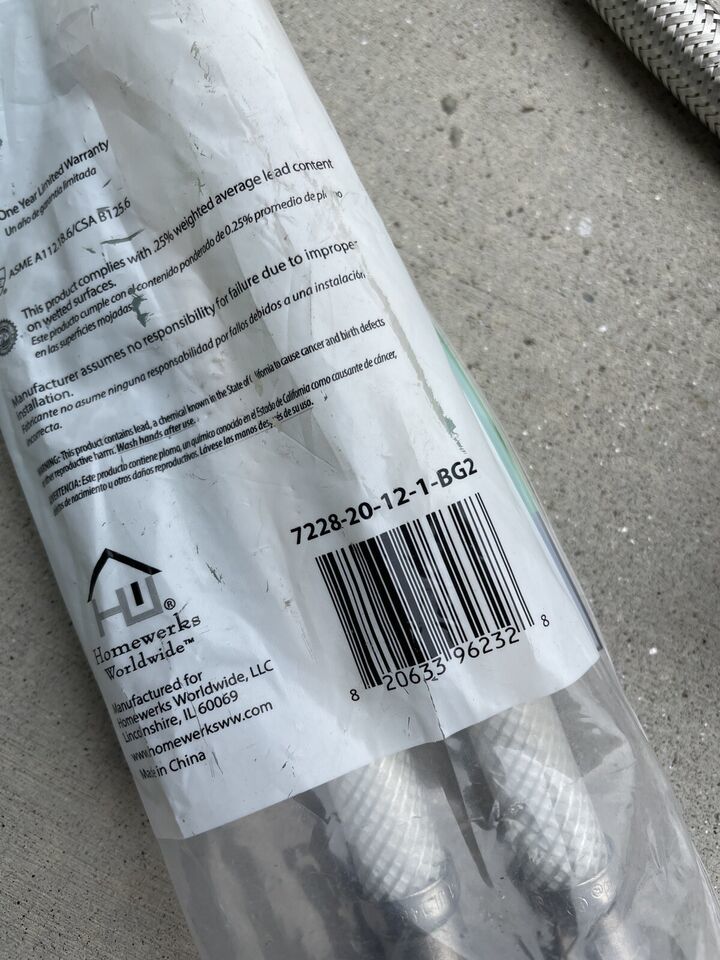 One Year Limited Warranty
Un año de garantía limitada
ASME A112.18.6/CSA B125.6
This product complies with .25% weighted average lead content
on wetted surfaces.
Este producto cumple con el contenido ponderado de 0.25% promedio de plomo
en las superficies mojadas.
Manufacturer assumes no responsibility for failure due to improper
installation.
Fabricante no asume ninguna responsabilidad por fallos debidos a una instalación
incorrecta.
WARNING: This product contains lead, a chemical known in the State of California to cause cancer and birth defects
other reproductive harm. Wash hands after use.
ADVERTENCIA: Este producto contiene plomo, un químico conocido en el Estado de California como causante de cáncer,
de nacimiento y otros daños reproductivos. Lávese las manos después de su uso.
7228-20-12-1-BG2
8 20633 96232 8
HW®
Homewerks
Worldwide™
Manufactured for
Homewerks Worldwide, LLC
Lincolnshire, IL 60069
www.homewerksww.com
Made in China